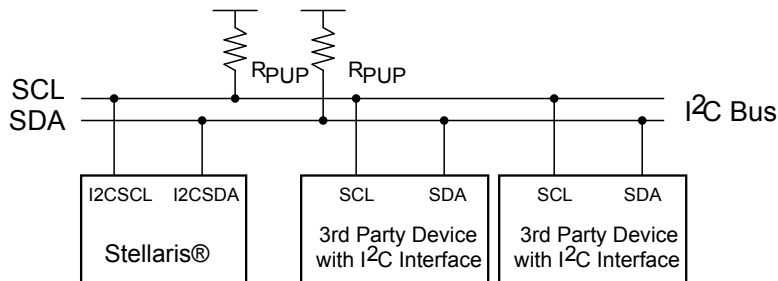 RPUP RPUP
SCL
SDA
I2C Bus
I2CSCL I2CSDA SCL SDA SCL SDA
Stellaris®
3rd Party Device
with I2C Interface
3rd Party Device
with I2C Interface